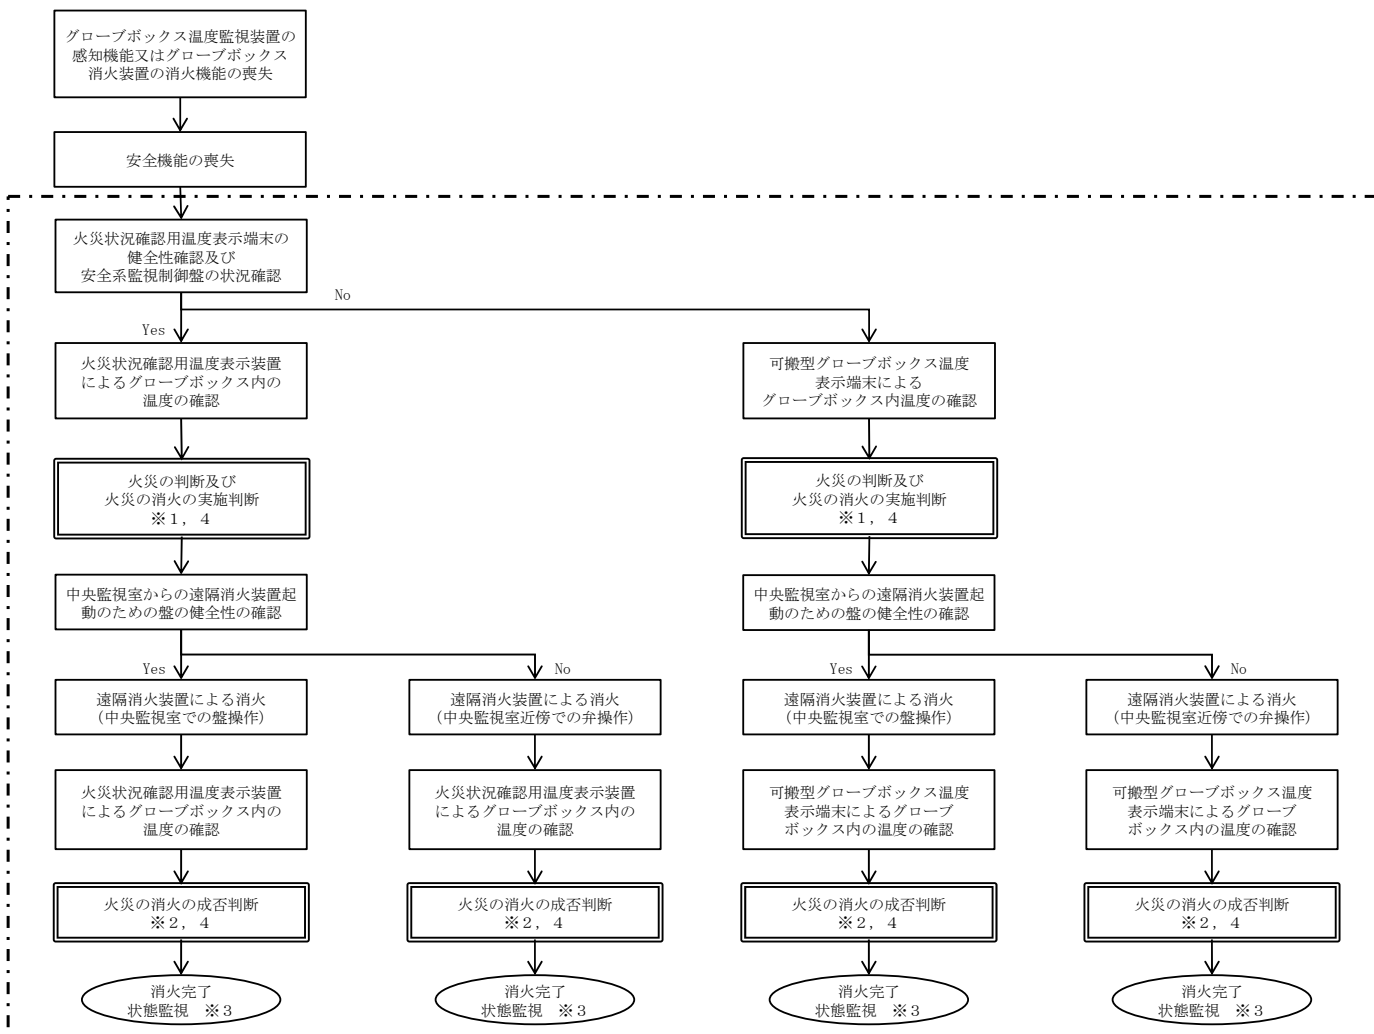 グローブボックス温度監視装置の
感知機能又はグローブボックス
消火装置の消火機能の喪失
安全機能の喪失
火災状況確認用温度表示端末の
健全性確認及び
安全系監視制御盤の状況確認
No
Yes
火災状況確認用温度表示装置
によるグローブボックス内の
温度の確認
可搬型グローブボックス温度
表示端末による
グローブボックス内温度の確認
火災の判断及び
火災の消火の実施判断
※１，４
火災の判断及び
火災の消火の実施判断
※１，４
中央監視室からの遠隔消火装置起
動のための盤の健全性の確認
中央監視室からの遠隔消火装置起
動のための盤の健全性の確認
Yes
No
Yes
No
遠隔消火装置による消火
（中央監視室での盤操作）
遠隔消火装置による消火
（中央監視室近傍での弁操作）
遠隔消火装置による消火
（中央監視室での盤操作）
遠隔消火装置による消火
（中央監視室近傍での弁操作）
火災状況確認用温度表示装置
によるグローブボックス内の
温度の確認
火災状況確認用温度表示装置
によるグローブボックス内の
温度の確認
可搬型グローブボックス温度
表示端末によるグローブ
ボックス内の温度の確認
可搬型グローブボックス温度
表示端末によるグローブ
ボックス内の温度の確認
火災の消火の成否判断
※２，４
火災の消火の成否判断
※２，４
火災の消火の成否判断
※２，４
火災の消火の成否判断
※２，４
消火完了
状態監視　※３
消火完了
状態監視　※３
消火完了
状態監視　※３
消火完了
状態監視　※３